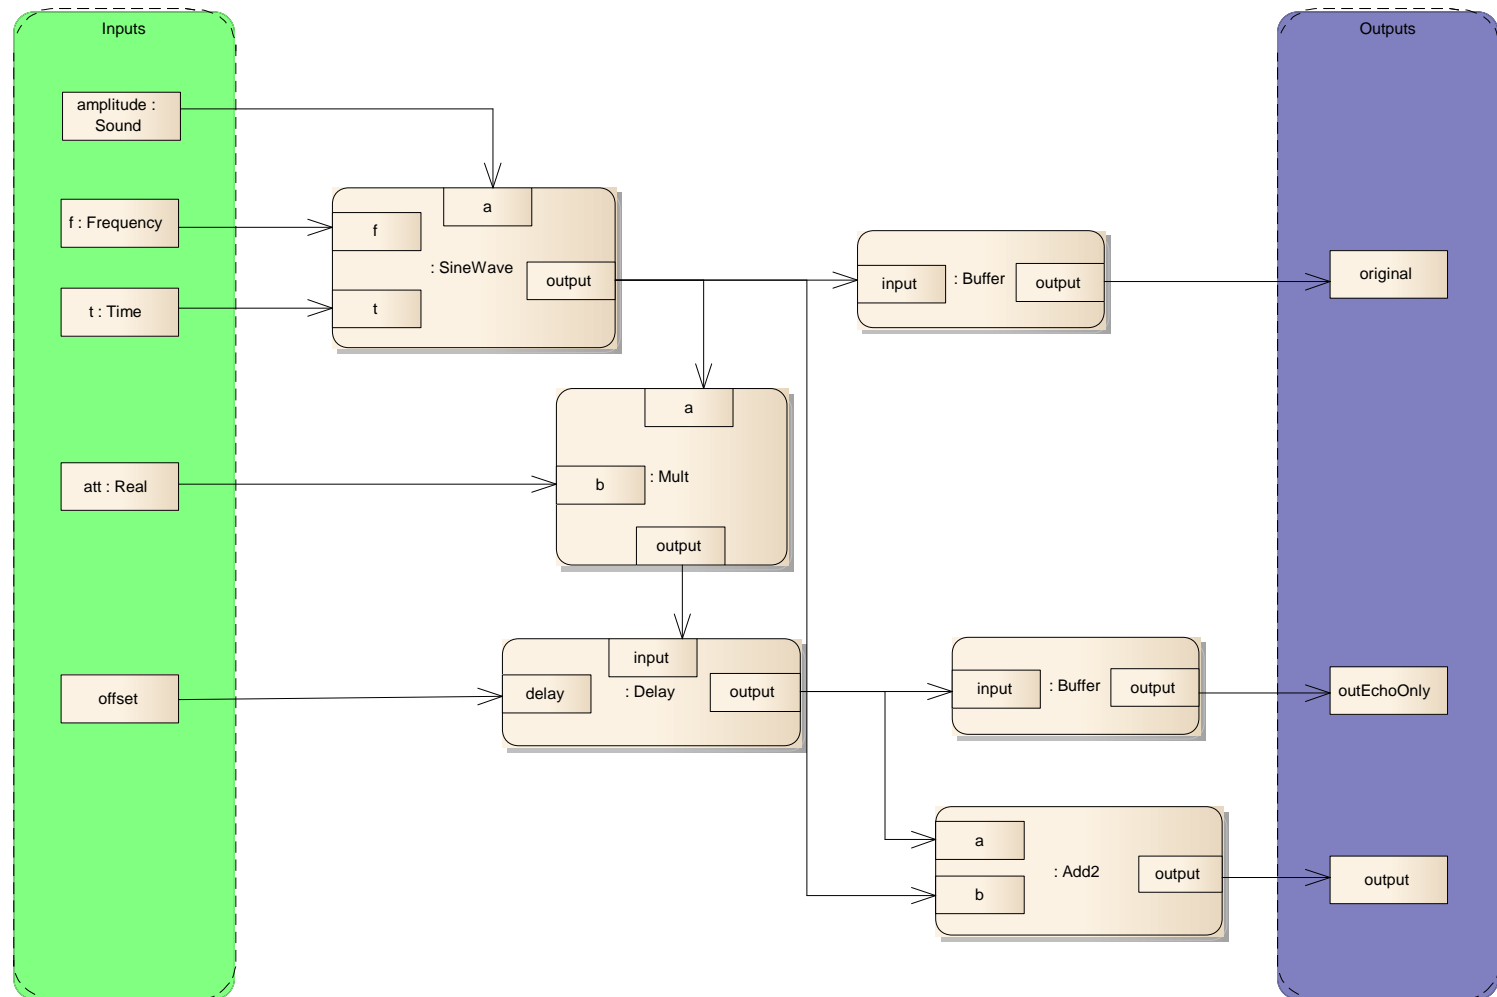 Inputs
Outputs
amplitude :
Sound
a
f : Frequency
f
: SineWave
output
t : Time
t
input
: Buffer
output
original
a
att : Real
b
: Mult
output
input
offset
delay
: Delay
output
input
: Buffer
output
outEchoOnly
a
: Add2
output
output
b